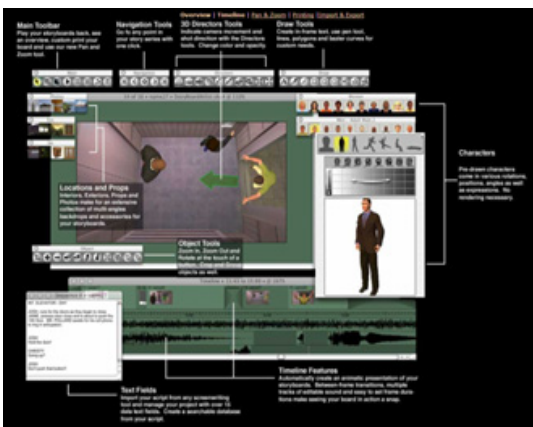 Overview | Timeline | Pan & Zoom | Printing | Import & Export
Main Toolbar
Play your storyboards back, see
an overview, custom print your
board and use our new Pan and
Zoom tool.
Navigation Tools
Go to any point in
your story series with
one click.
3D Directors Tools
Indicate camera movement and
shot direction with the Directors
tools. Change color and opacity.
Draw Tools
Create in-frame text, use pen tool,
lines, polygons and bezier curves for
custom needs.
Characters
Pre-drawn characters
come in various rotations,
positions, angles as well
as expressions. No
rendering necessary.
Locations and Props
Interiors, Exteriors, Props and
Photos make for an extensive
collection of multi-angles
backdrops and accessories for
your storyboards.
Object
Object Tools
Zoom In, Zoom Out and
Rotate at the touch of a
button. Crop and
objects as well.
Timeline Features
Automatically create an animatic presentation of your
storyboards. Between-frame transitions, multiple
tracks of editable sound and easy to set frame dura-
tions make seeing your board in action a snap.
Text Fields
Import your script from any screenwriting
tool and manage your project with over 10
data text fields. Create a searchable database
from your script.